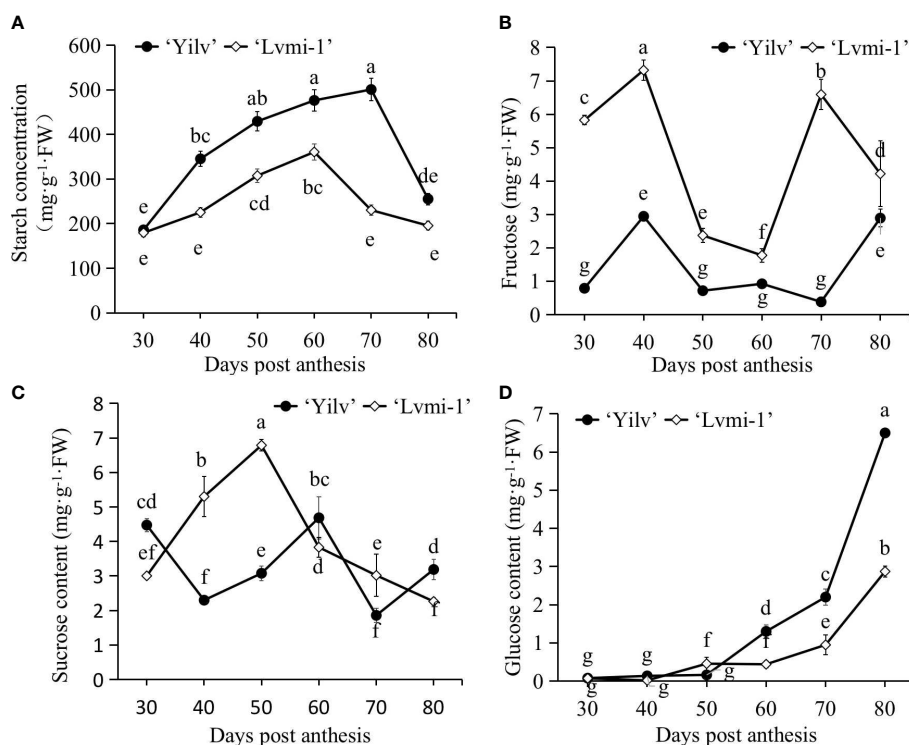 A
‘Yilv’ ‘Lvmi-1’
Starch concentration
(mg·g⁻¹·FW)
600
500
400
300
200
100
0
e
bc
ab
a
a
de
e
e
cd
bc
e
e
30 40 50 60 70 80
Days post anthesis
B
‘Yilv’ ‘Lvmi-1’
Fructose (mg·g⁻¹·FW)
8
7
6
5
4
3
2
1
0
c
a
e
f
b
d
g
e
g
g
g
e
30 40 50 60 70 80
Days post anthesis
C
‘Yilv’ ‘Lvmi-1’
Sucrose content (mg·g⁻¹·FW)
8
7
6
5
4
3
2
1
0
cd
b
a
bc
e
d
ef
f
e
d
f
f
30 40 50 60 70 80
Days post anthesis
D
‘Yilv’ ‘Lvmi-1’
Glucose content (mg·g⁻¹·FW)
7
6
5
4
3
2
1
0
g
g
f
d
c
a
g
g
g
e
b
30 40 50 60 70 80
Days post anthesis